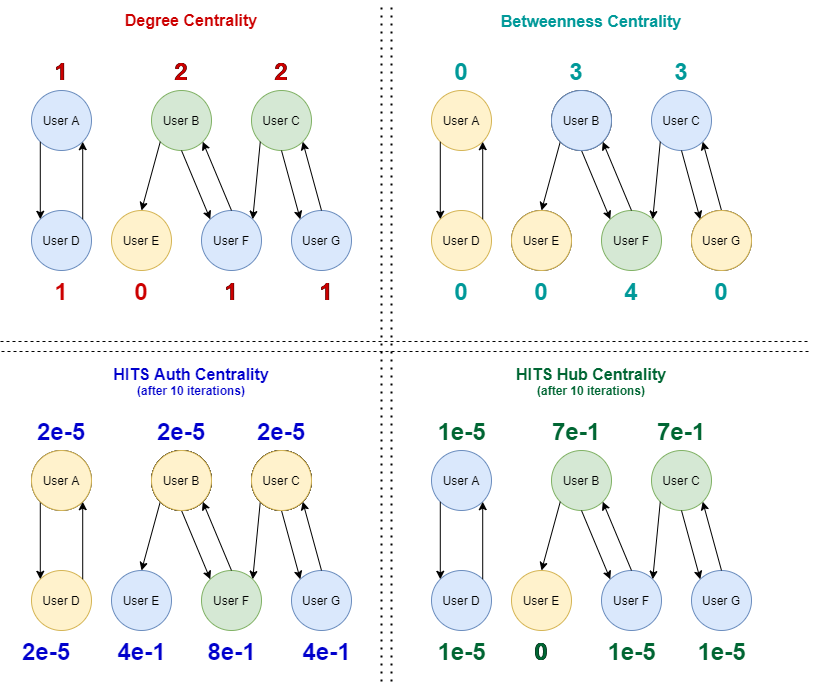 Degree Centrality
1 2 2
User A User B User C
User D User E User F User G
1 0 1 1
Betweenness Centrality
0 3 3
User A User B User C
User D User E User F User G
0 0 4 0
HITS Auth Centrality
(after 10 iterations)
2e-5 2e-5 2e-5
User A User B User C
User D User E User F User G
2e-5 4e-1 8e-1 4e-1
HITS Hub Centrality
(after 10 iterations)
1e-5 7e-1 7e-1
User A User B User C
User D User E User F User G
1e-5 0 1e-5 1e-5